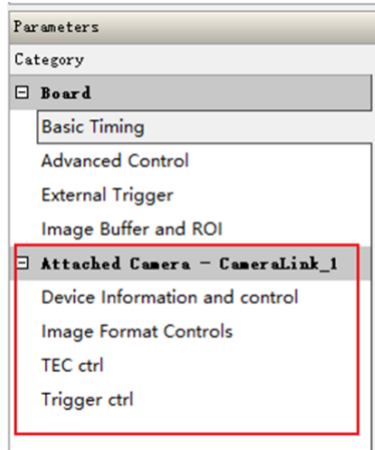 Parameters
Category
Board
Basic Timing
Advanced Control
External Trigger
Image Buffer and ROI
Attached Camera - CameraLink_1
Device Information and control
Image Format Controls
TEC ctrl
Trigger ctrl